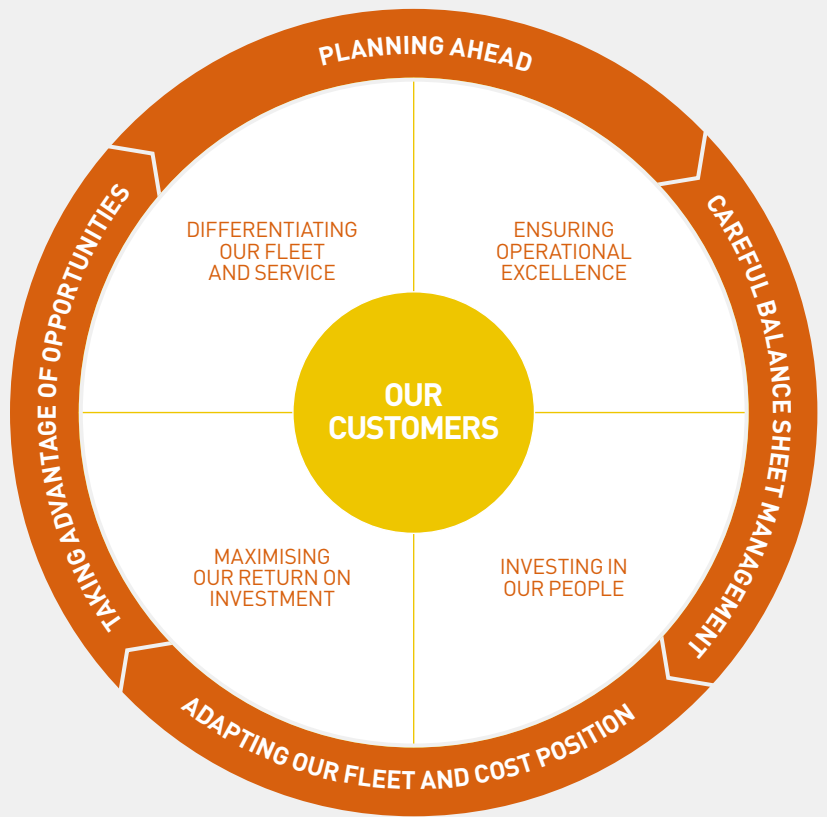 PLANNING AHEAD
CAREFUL BALANCE SHEET MANAGEMENT
ADAPTING OUR FLEET AND COST POSITION
TAKING ADVANTAGE OF OPPORTUNITIES
DIFFERENTIATING
OUR FLEET
AND SERVICE
ENSURING
OPERATIONAL
EXCELLENCE
OUR
CUSTOMERS
MAXIMISING
OUR RETURN ON
INVESTMENT
INVESTING IN
OUR PEOPLE